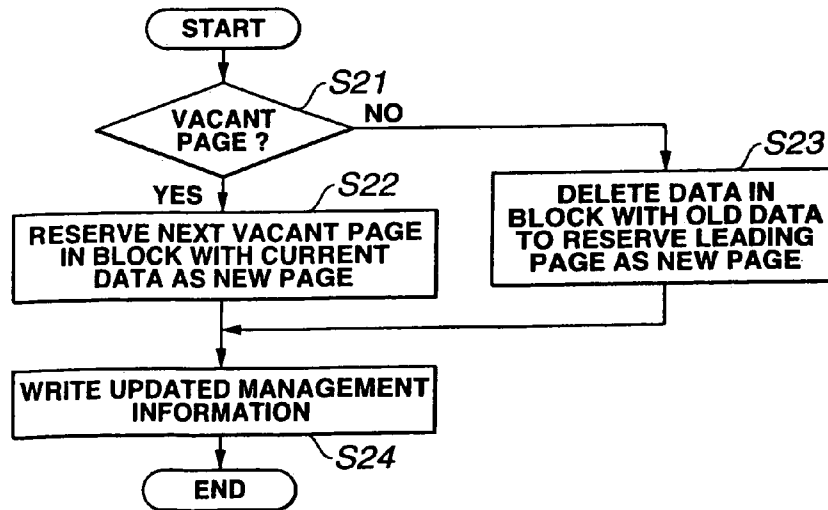 START
S21
VACANT
PAGE ?
NO
YES
S22
RESERVE NEXT VACANT PAGE
IN BLOCK WITH CURRENT
DATA AS NEW PAGE
S23
DELETE DATA IN
BLOCK WITH OLD DATA
TO RESERVE LEADING
PAGE AS NEW PAGE
WRITE UPDATED MANAGEMENT
INFORMATION
S24
END